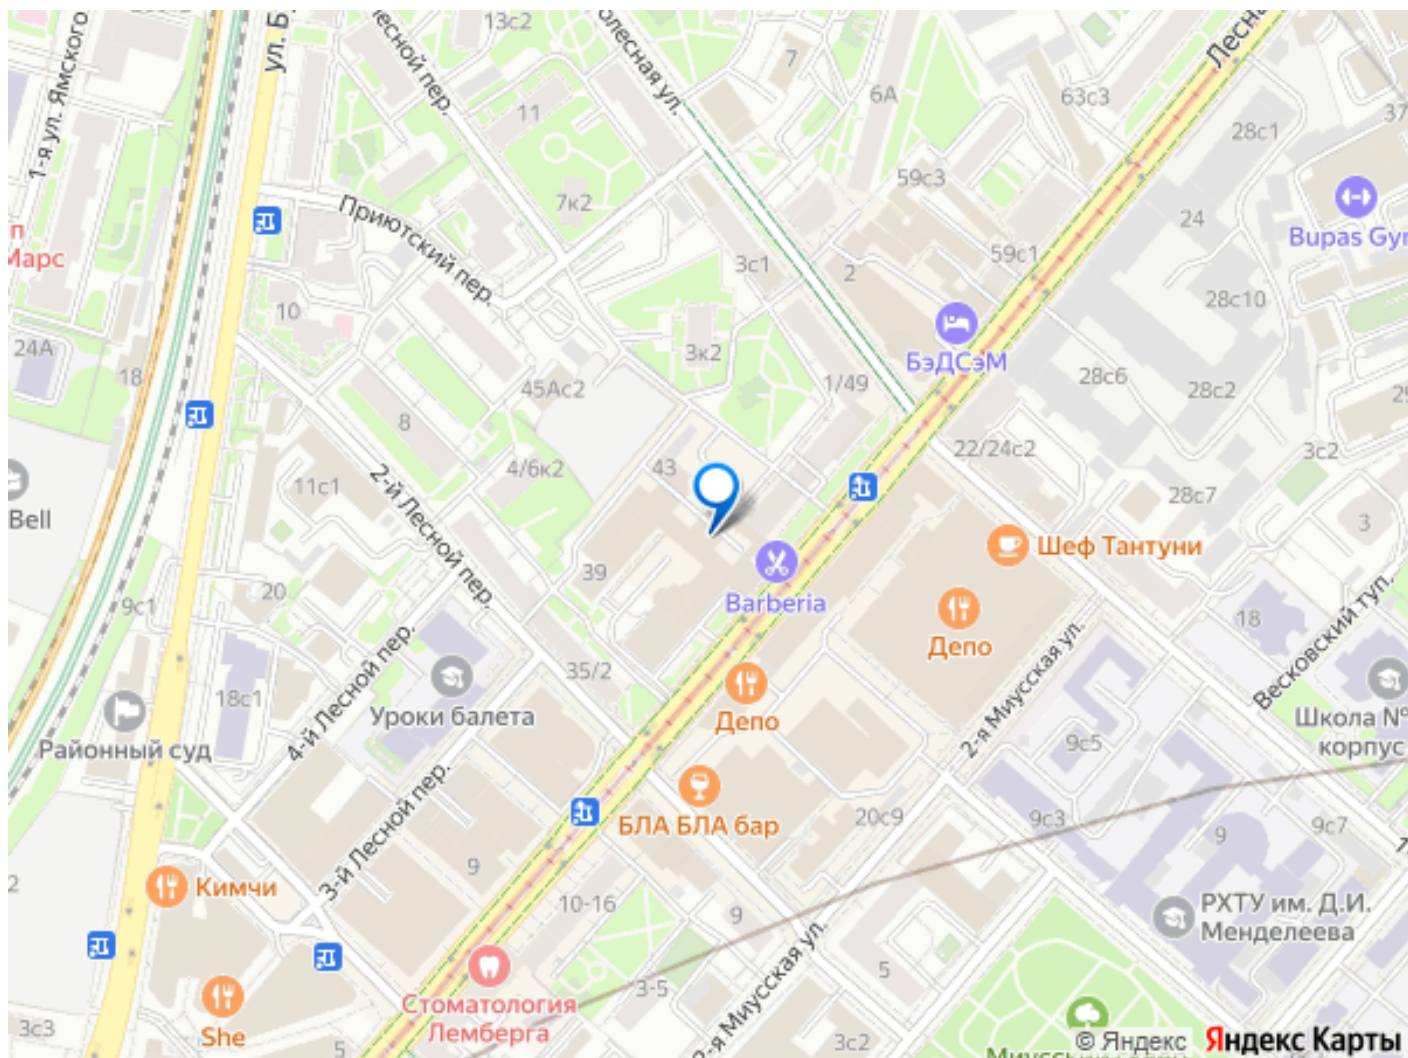 13с2
Лесная
ул. Б
1-я ул. Ямского
лесной пер.
олесная ул.
7
6А
63с3
37
28с1
11
59с3
7к2
24
Приютский пер.
п
Марс
Bupas Gyr
3с1
2
59с1
28с10
10
24А
18
БэДСэМ
3к2
45Ас2
1/49
28с6
28с2
29
8
22/24с2
3с2
4/6к2
43
11с1
2-й Лесной пер.
28с7
3
Bell
Шеф Тантуни
39
20
9с1
Barberia
18
Депо
Весковский туп.
4-й Лесной пер.
35/2
18с1
Уроки балета
Депо
2-я Миусская ул.
Школа №
корпус
Районный суд
9с5
3-й Лесной пер.
БЛА БЛА бар
20с9
9с3
9
9с7
1
2
9
Кимчи
10-16
9
РХТУ им. Д.И.
Менделеева
2-я Миусская ул.
5
3-5
Стоматология
Лемберга
She
3с3
5
3с2
© Яндекс Яндекс Карты